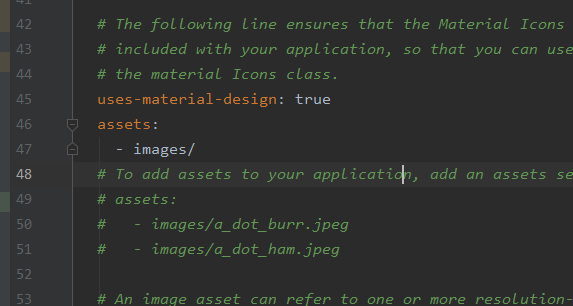 41
42 # The following line ensures that the Material Icons
43 # included with your application, so that you can use
44 # the material Icons class.
45 uses-material-design: true
46 assets:
47 - images/
48 # To add assets to your application, add an assets se
49 # assets:
50 #   - images/a_dot_burr.jpeg
51 #   - images/a_dot_ham.jpeg
52
53 # An image asset can refer to one or more resolution-